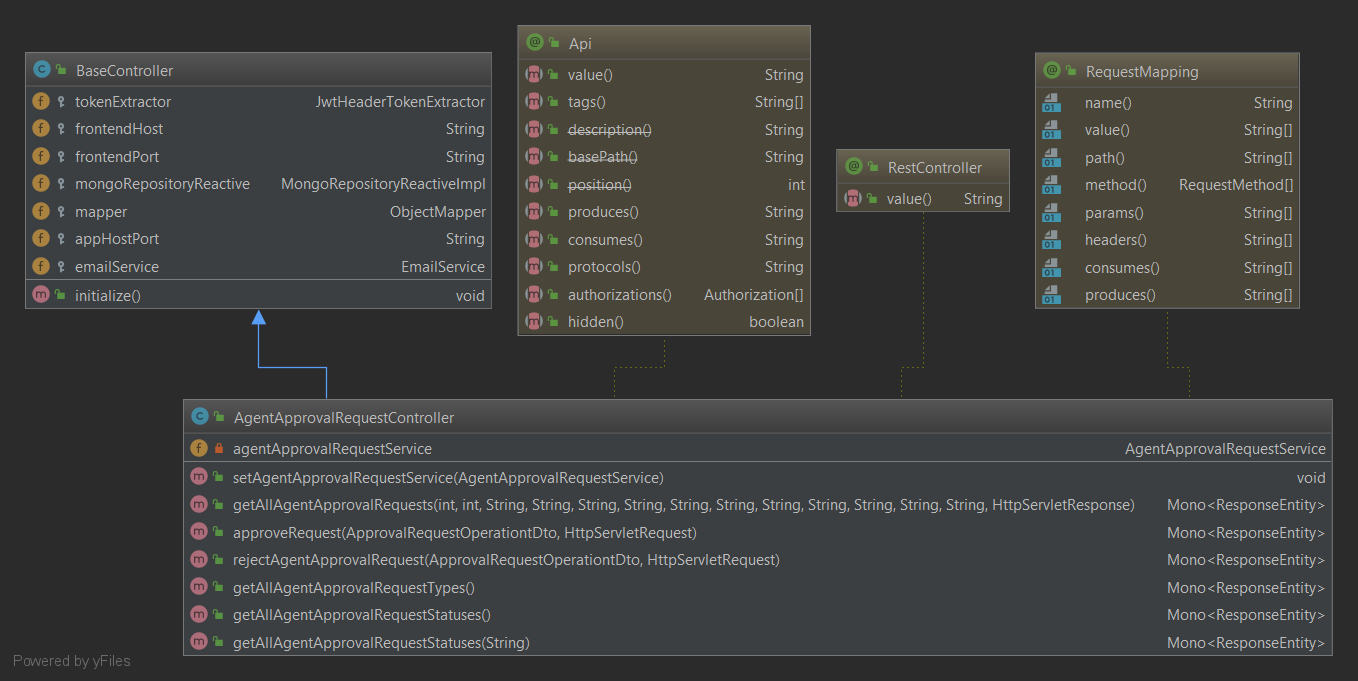 BaseController
tokenExtractor JwtHeaderTokenExtractor
frontendHost String
frontendPort String
mongoRepositoryReactive MongoRepositoryReactiveImpl
mapper ObjectMapper
appHostPort String
emailService EmailService
initialize() void
Api
value() String
tags() String[]
description() String
basePath() String
position() int
produces() String
consumes() String
protocols() String
authorizations() Authorization[]
hidden() boolean
RestController
value() String
RequestMapping
name() String
value() String[]
path() String[]
method() RequestMethod[]
params() String[]
headers() String[]
consumes() String[]
produces() String[]
AgentApprovalRequestController
agentApprovalRequestService AgentApprovalRequestService
setAgentApprovalRequestService(AgentApprovalRequestService) void
getAllAgentApprovalRequests(int, int, String, String, String, String, String, String, String, String, String, String, String, HttpServletResponse) Mono<ResponseEntity>
approveRequest(ApprovalRequestOperationtDto, HttpServletRequest) Mono<ResponseEntity>
rejectAgentApprovalRequest(ApprovalRequestOperationtDto, HttpServletRequest) Mono<ResponseEntity>
getAllAgentApprovalRequestTypes() Mono<ResponseEntity>
getAllAgentApprovalRequestStatuses() Mono<ResponseEntity>
getAllAgentApprovalRequestStatuses(String) Mono<ResponseEntity>
Powered by yFiles